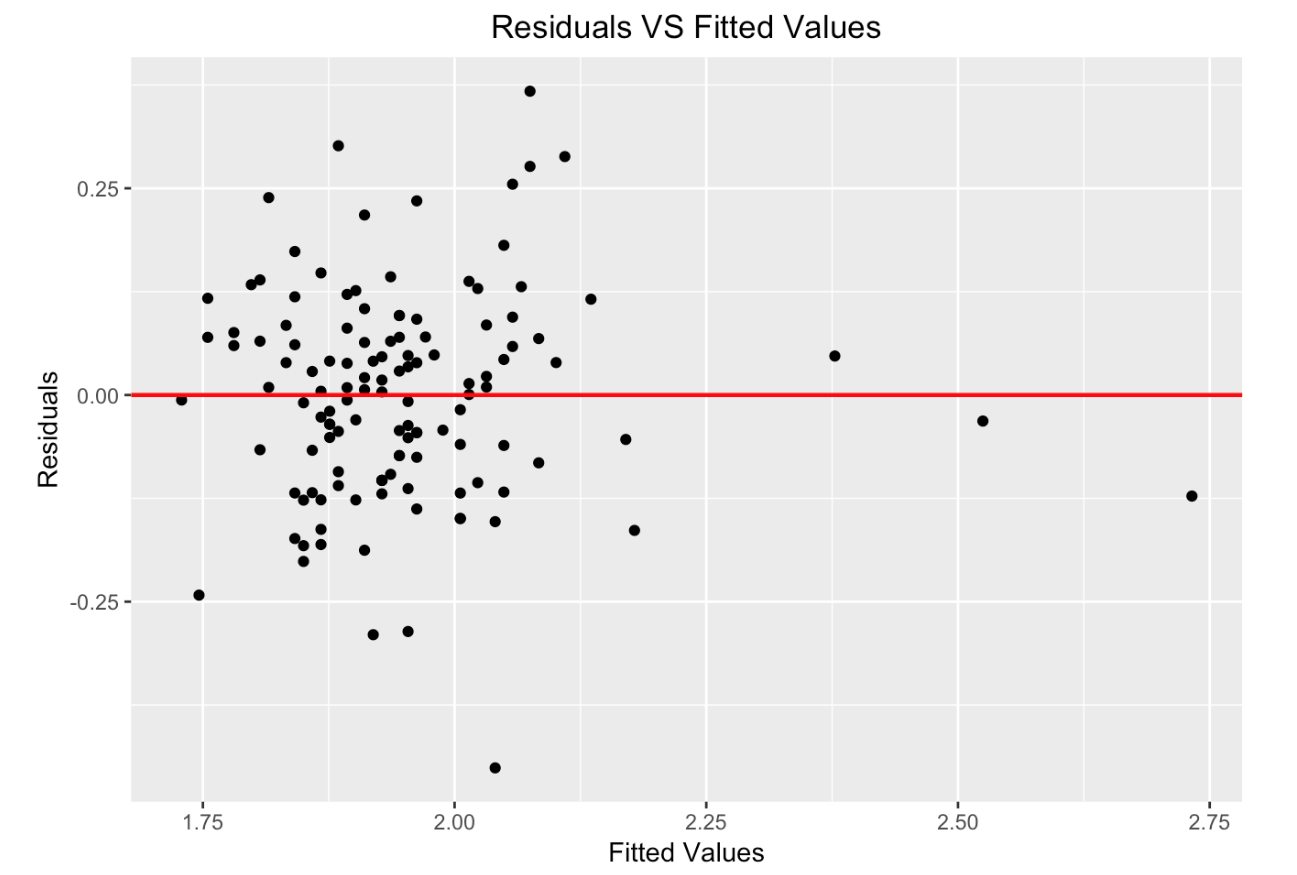 Residuals VS Fitted Values
0.25
0.00
-0.25
Residuals
1.75 2.00 2.25 2.50 2.75
Fitted Values